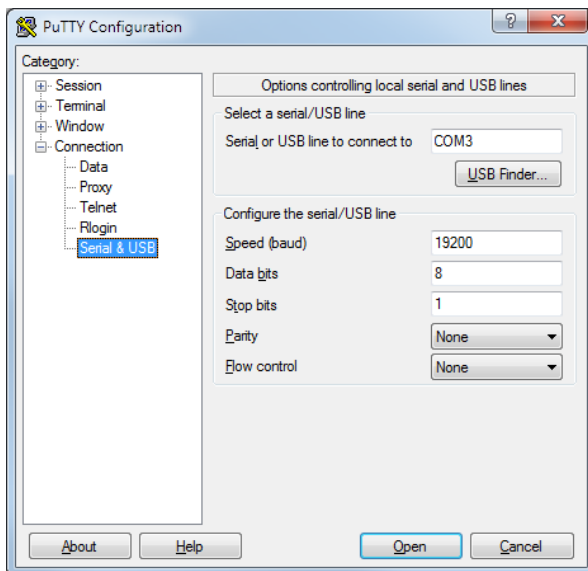 PuTTY Configuration
Category:
Session
Terminal
Window
Connection
Data
Proxy
Telnet
Rlogin
Serial & USB
Options controlling local serial and USB lines
Select a serial/USB line
Serial or USB line to connect to COM3
USB Finder...
Configure the serial/USB line
Speed (baud) 19200
Data bits 8
Stop bits 1
Parity None
Flow control None
About Help Open Cancel